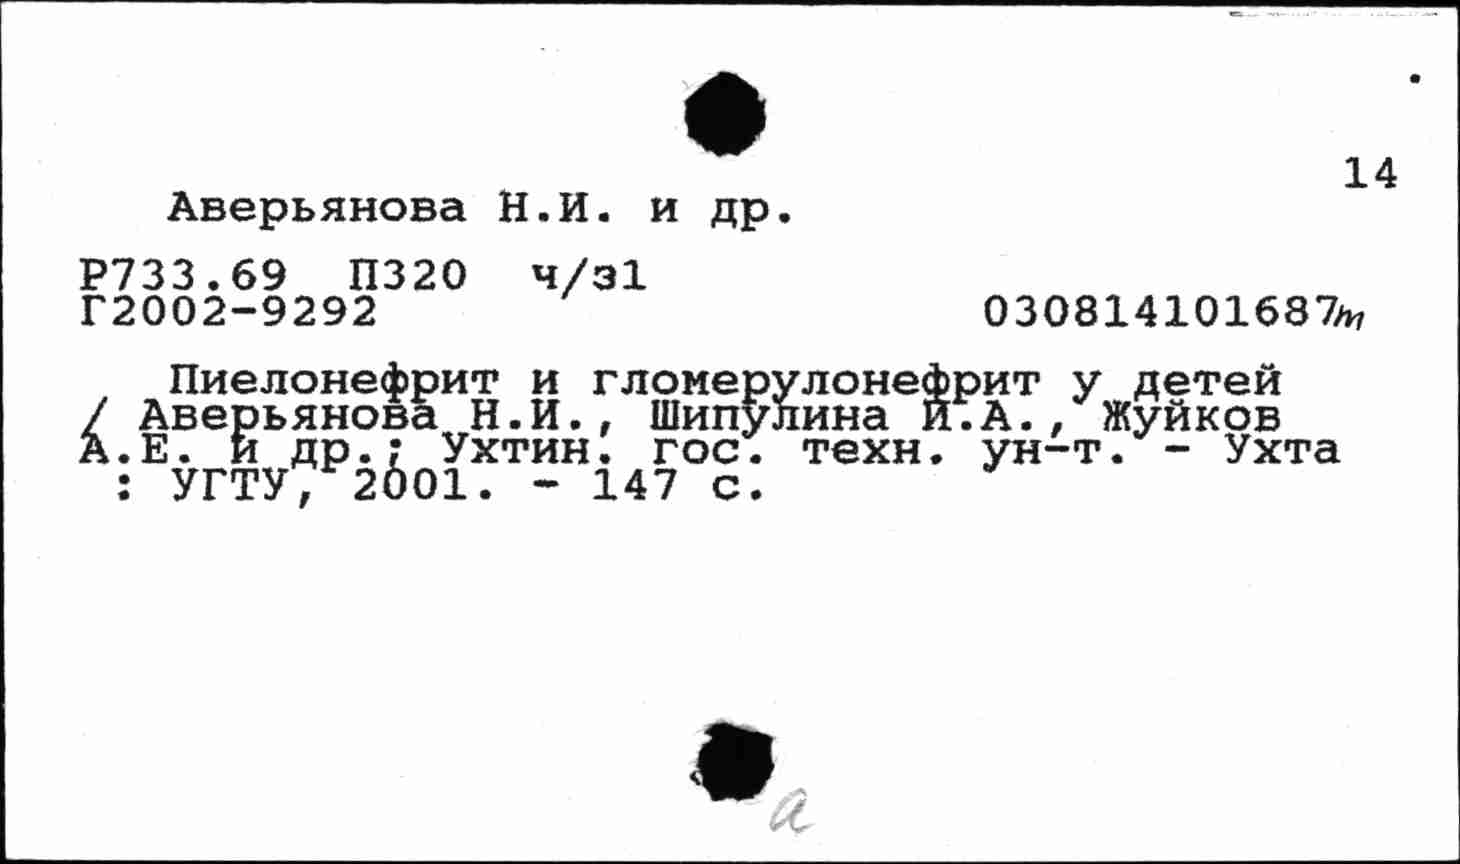 14
Аверьянова Н.И. и др.
Р733.69 П320 ч/з1
Г2002-9292 030814101687т
Пиелонефрит и гломерулонефрит у детей
/ Аверьянова Н.И., Шипулина И.А., Жуйков
А.Е. и др.; Ухтин. гос. техн. ун-т. - Ухта
: УГТУ, 2001. - 147 с.
а